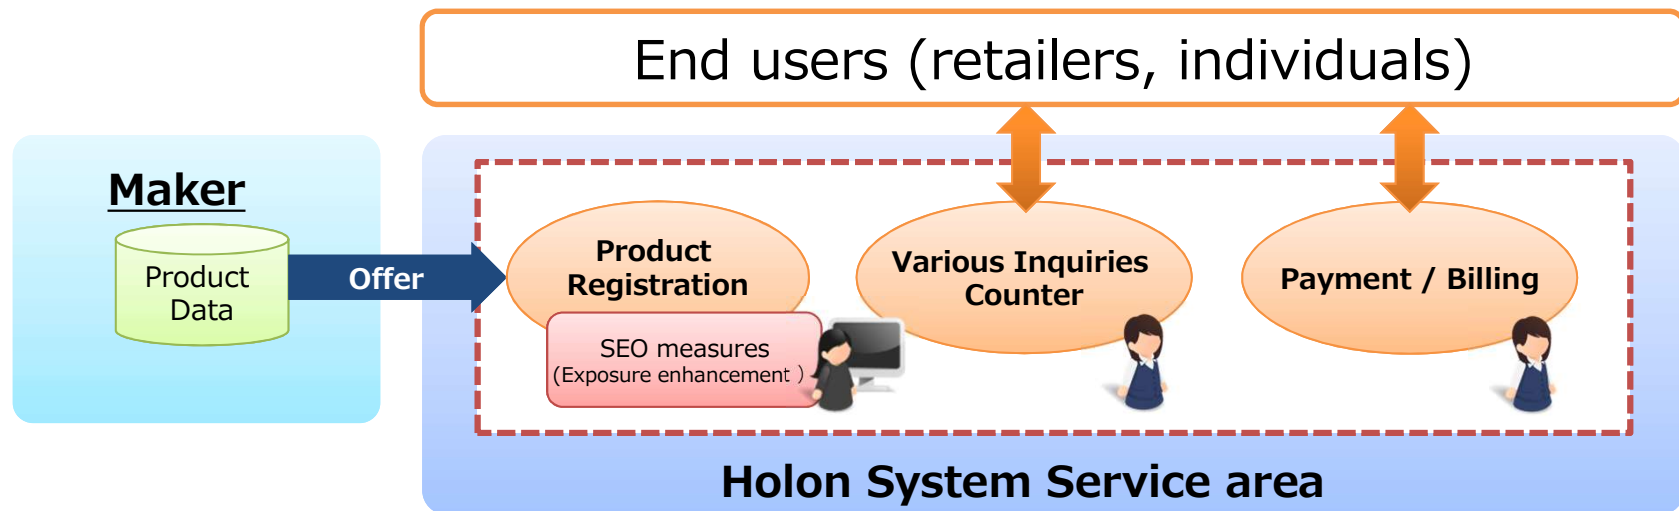 End users (retailers, individuals)
Maker
Product
Data
Offer
Product
Registration
SEO measures
(Exposure enhancement )
Various Inquiries
Counter
Payment / Billing
Holon System Service area